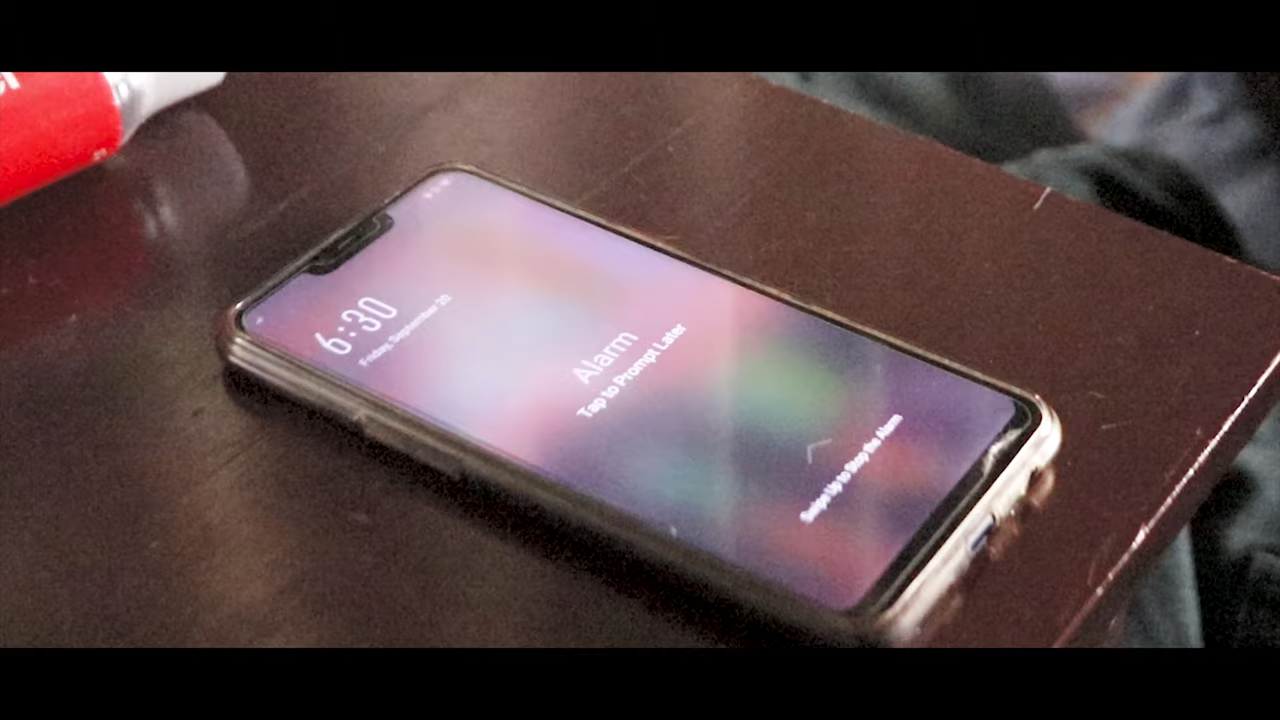 6:30
Friday, September 20
Alarm
Tap to Prompt Later
Swipe Up to Stop the Alarm